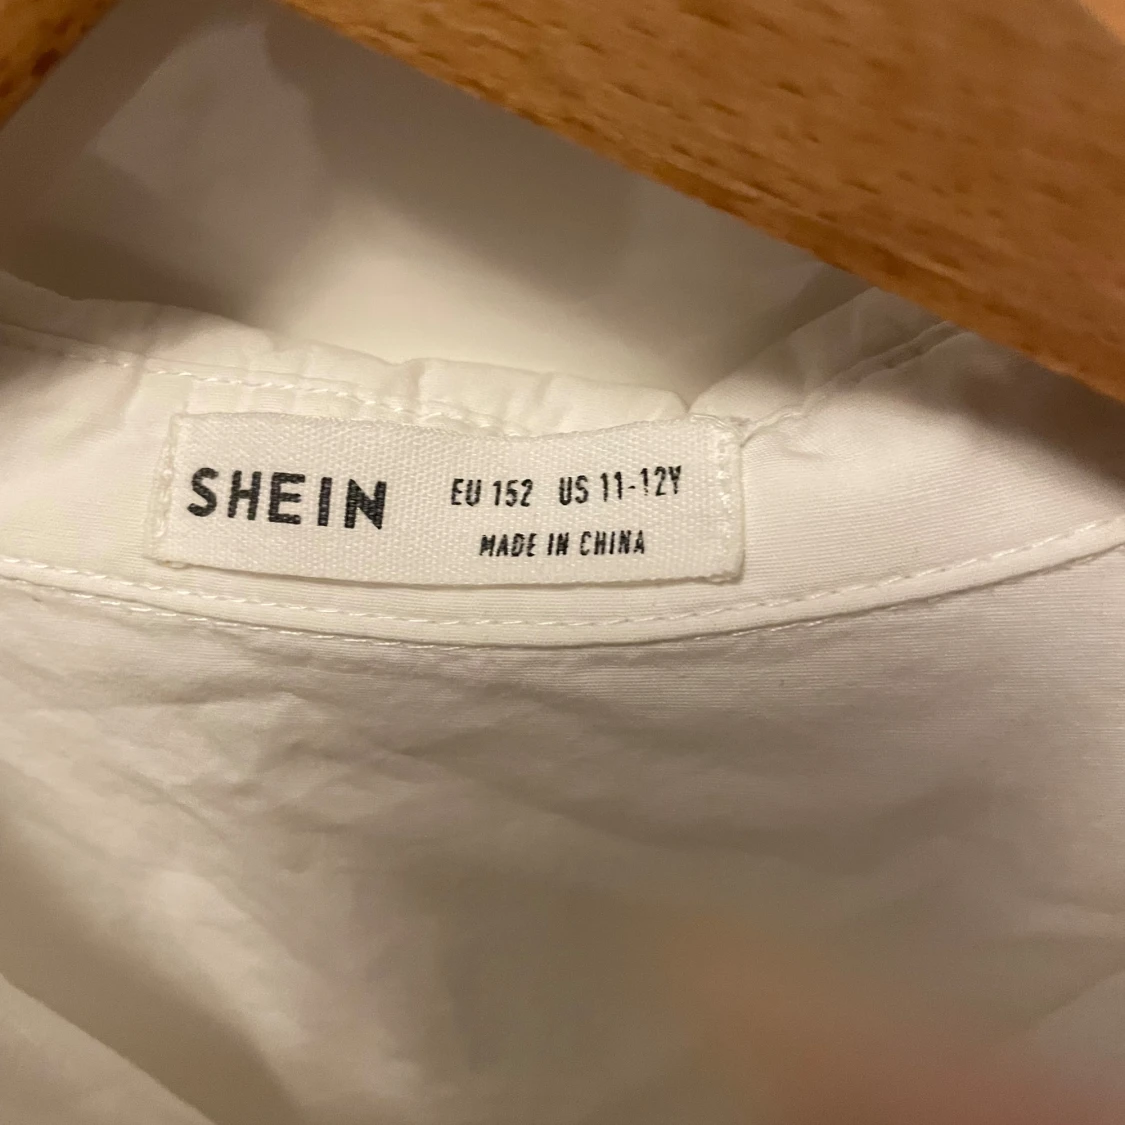 SHEIN EU 152 US 11-12Y
MADE IN CHINA